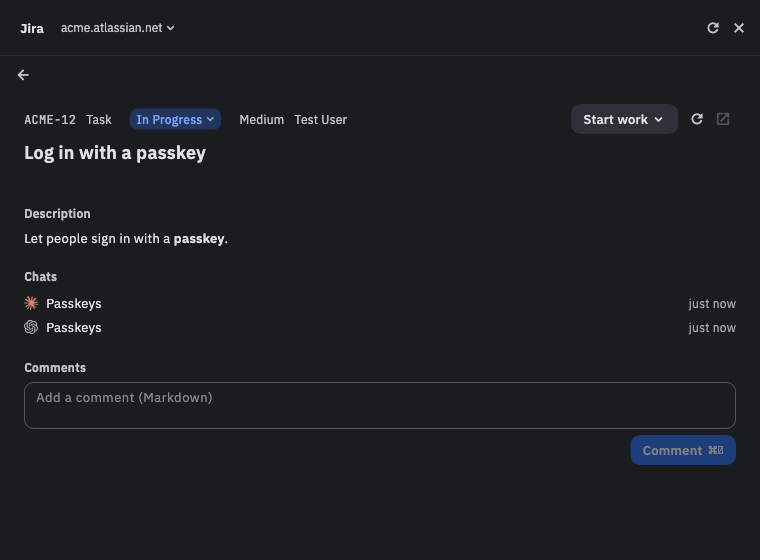 Jira acme.atlassian.net
ACME-12 Task In Progress Medium Test User Start work
Log in with a passkey
Description
Let people sign in with a passkey.
Chats
Passkeys just now
Passkeys just now
Comments
Add a comment (Markdown)
Comment ⌘